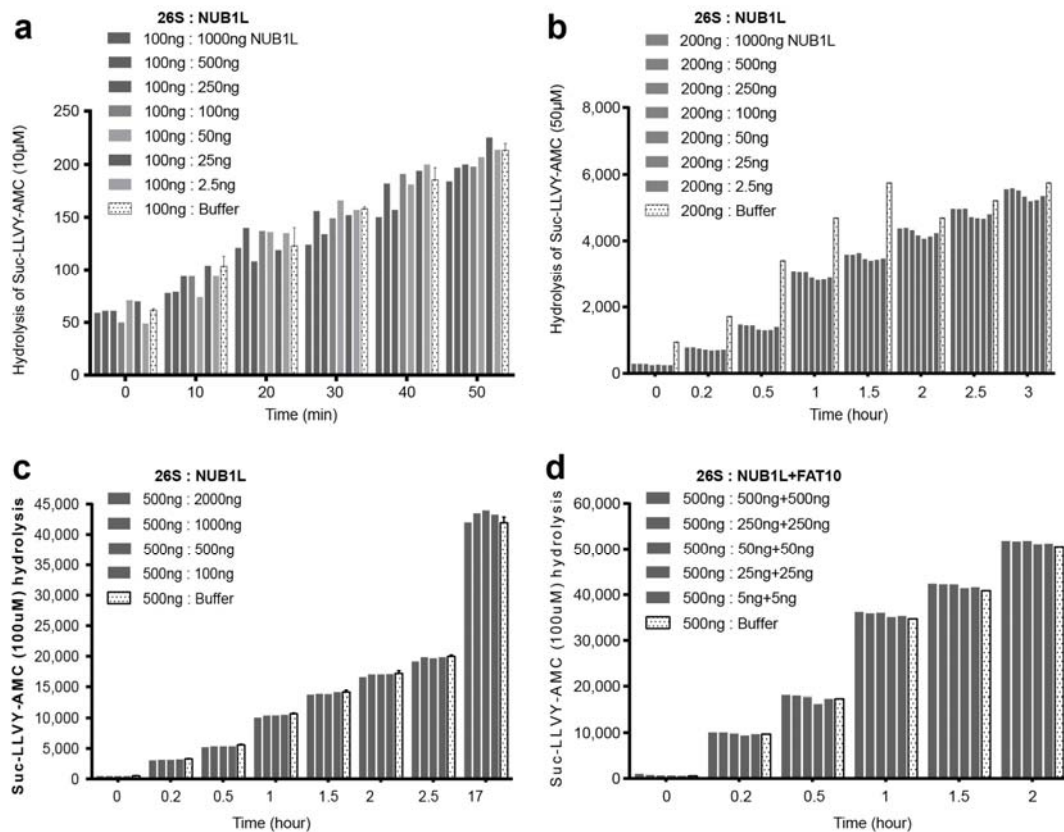 a
26S : NUB1L
100ng : 1000ng NUB1L
100ng : 500ng
100ng : 250ng
100ng : 100ng
100ng : 50ng
100ng : 25ng
100ng : 2.5ng
100ng : Buffer
Hydrolysis of Suc-LLVY-AMC (10µM)
250
200
150
100
50
0
0 10 20 30 40 50
Time (min)
b
26S : NUB1L
200ng : 1000ng NUB1L
200ng : 500ng
200ng : 250ng
200ng : 100ng
200ng : 50ng
200ng : 25ng
200ng : 2.5ng
200ng : Buffer
Hydrolysis of Suc-LLVY-AMC (50µM)
8,000
6,000
4,000
2,000
0
0 0.2 0.5 1 1.5 2 2.5 3
Time (hour)
c
26S : NUB1L
500ng : 2000ng
500ng : 1000ng
500ng : 500ng
500ng : 100ng
500ng : Buffer
Suc-LLVY-AMC (100uM) hydrolysis
45,000
40,000
35,000
30,000
25,000
20,000
15,000
10,000
5,000
0
0 0.2 0.5 1 1.5 2 2.5 17
Time (hour)
d
26S : NUB1L+FAT10
500ng : 500ng+500ng
500ng : 250ng+250ng
500ng : 50ng+50ng
500ng : 25ng+25ng
500ng : 5ng+5ng
500ng : Buffer
Suc-LLVY-AMC (100uM) hydrolysis
60,000
50,000
40,000
30,000
20,000
10,000
0
0 0.2 0.5 1 1.5 2
Time (hour)